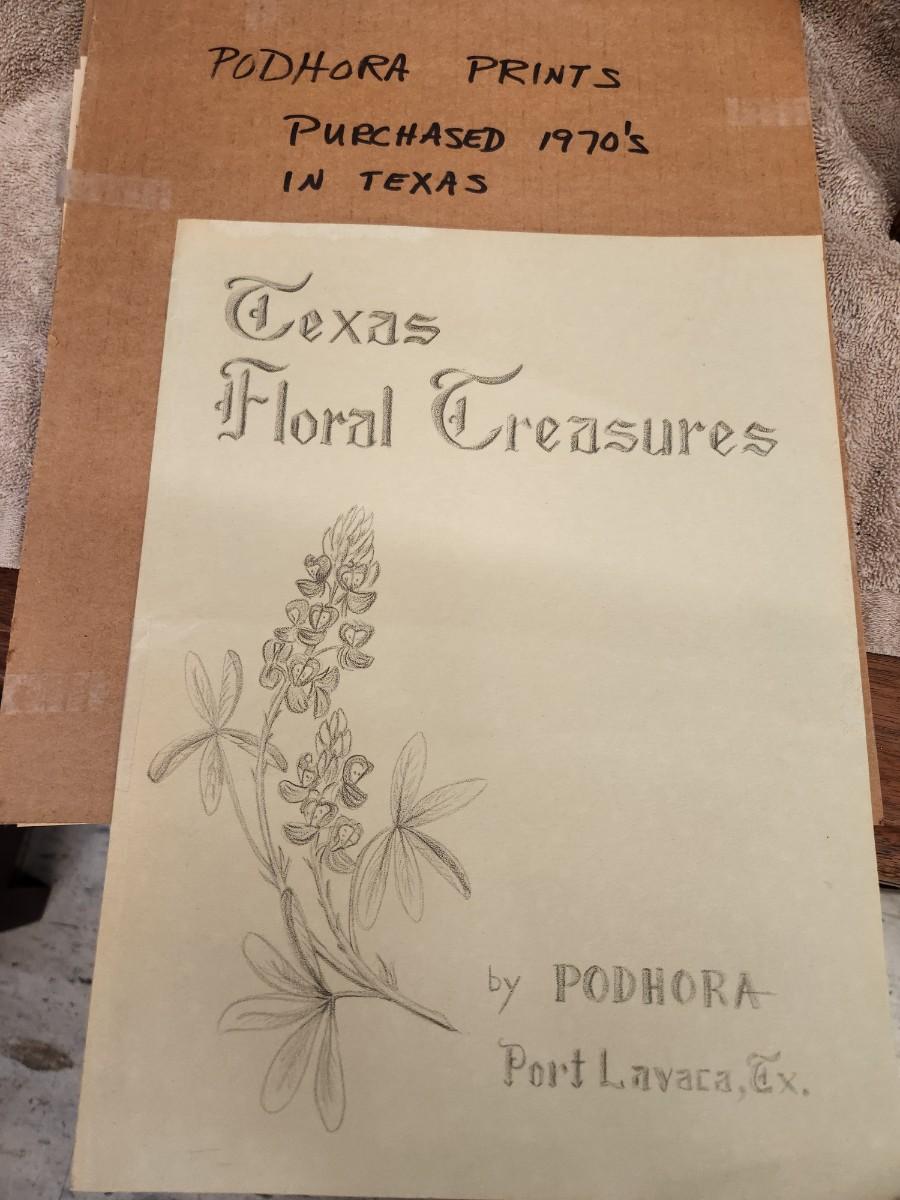 PODHORA PRINTS
PURCHASED 1970'S
IN TEXAS
Texas
Floral Treasures
by PODHORA
Port Lavaca, Tx.